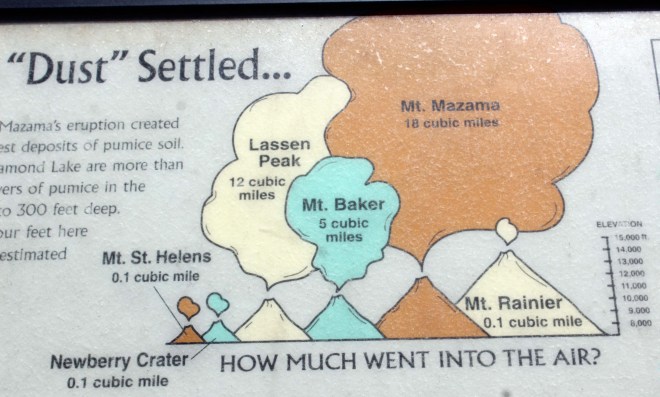 "Dust" Settled...
Mazama's eruption created
est deposits of pumice soil.
amond Lake are more than
yers of pumice in the
to 300 feet deep.
our feet here
estimated
Mt. Mazama
18 cubic miles
Lassen
Peak
12 cubic
miles
Mt. Baker
5 cubic
miles
Mt. St. Helens
0.1 cubic mile
Mt. Rainier
0.1 cubic mile
Newberry Crater
0.1 cubic mile
ELEVATION
15,000 ft.
14,000
13,000
12,000
11,000
10,000
9,000
8,000
HOW MUCH WENT INTO THE AIR?